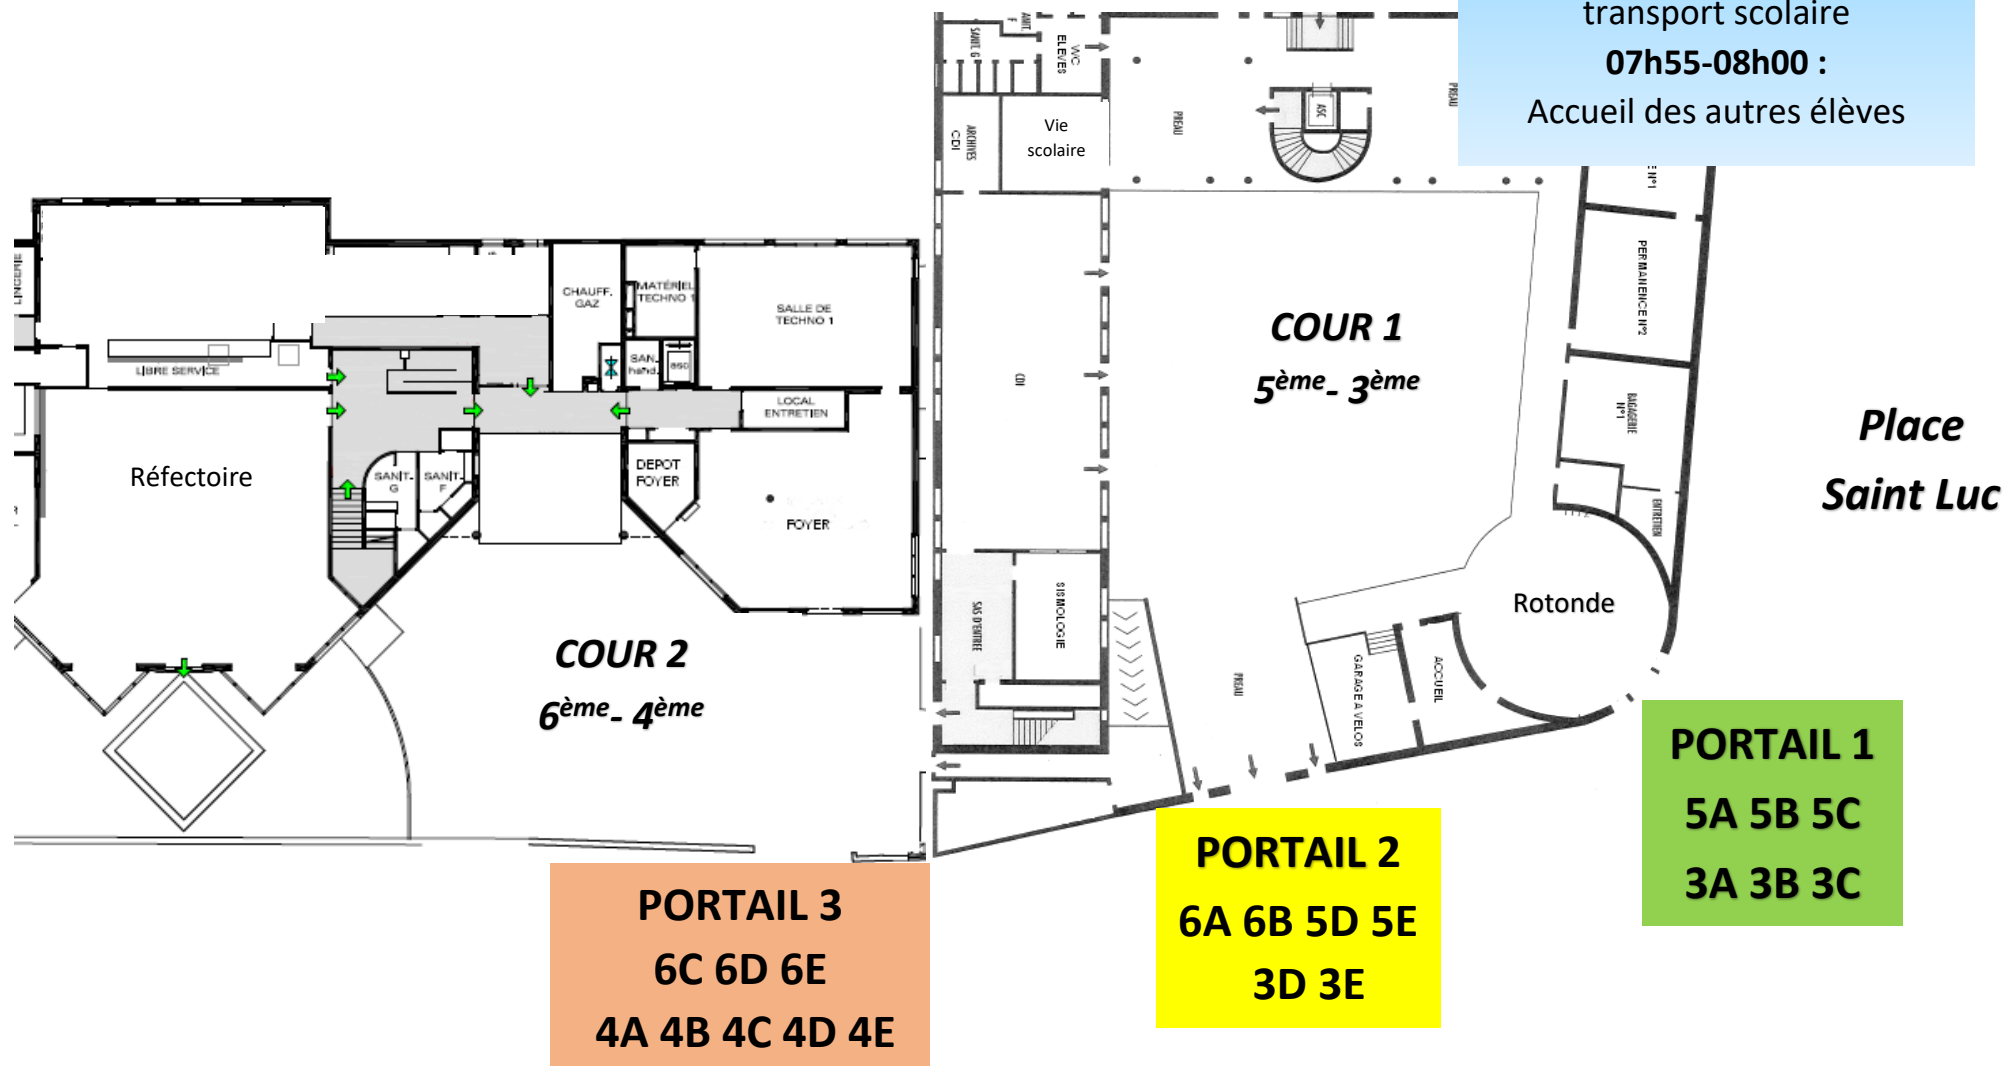 transport scolaire
07h55-08h00 :
Accueil des autres élèves
AMT. F
SANIT. G
WC
ELEVES
ARCHIVES
CDI
Vie
scolaire
PREAU
ASC
PREAU
E N°1
PERMANENCE N°2
BAGAGERIE
N°1
ENTRETIEN
COUR 1
5ème- 3ème
Place
Saint Luc
CDI
SAS D'ENTREE
SISMOLOGIE
PREAU
GARAGE A VELOS
ACCUEIL
Rotonde
LINGERIE
LIBRE SERVICE
CHAUFF.
GAZ
MATÉRIEL
TECHNO 1
SALLE DE
TECHNO 1
SAN.
hand.
LOCAL
ENTRETIEN
Réfectoire
SANIT.
G
SANIT.
F
DEPOT
FOYER
FOYER
COUR 2
6ème- 4ème
PORTAIL 1
5A 5B 5C
3A 3B 3C
PORTAIL 2
6A 6B 5D 5E
3D 3E
PORTAIL 3
6C 6D 6E
4A 4B 4C 4D 4E